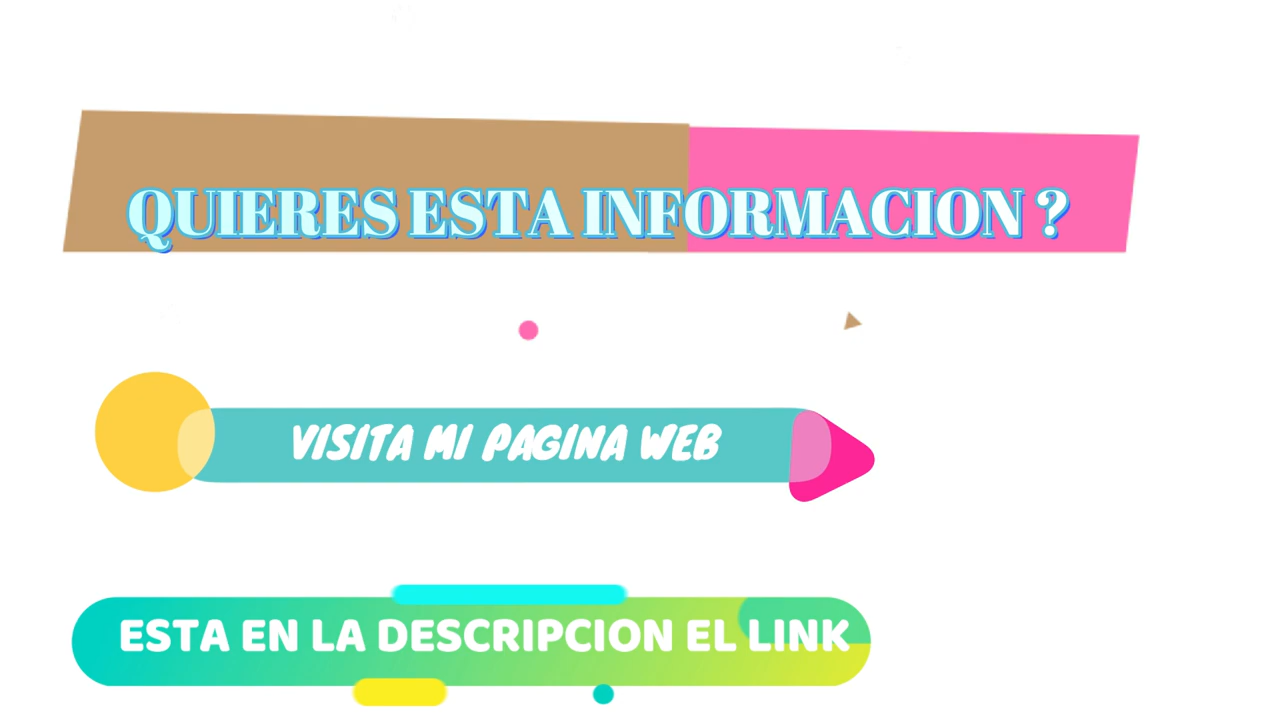 QUIERES ESTA INFORMACION ?
VISITA MI PAGINA WEB
ESTA EN LA DESCRIPCION EL LINK